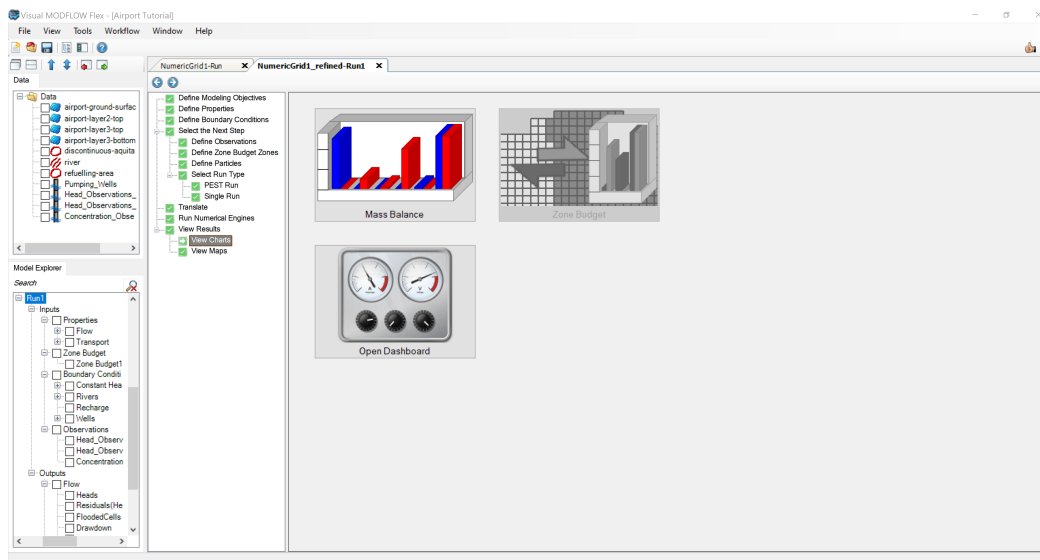 Visual MODFLOW Flex - [Airport Tutorial]
File View Tools Workflow Window Help
Data
Data
airport-ground-surfac
airport-layer2-top
airport-layer3-top
airport-layer3-bottom
discontinuous-aquita
river
refuelling-area
Pumping_Wells
Head_Observations_
Head_Observations_
Concentration_Obse
Model Explorer
Search
Run1
Inputs
Properties
Flow
Transport
Zone Budget
Zone Budget1
Boundary Conditi
Constant Hea
Rivers
Recharge
Wells
Observations
Head_Observ
Head_Observ
Concentration
Outputs
Flow
Heads
Residuals(He
FloodedCells
Drawdown
NumericGrid1-Run X NumericGrid1_refined-Run1 X
Define Modeling Objectives
Define Properties
Define Boundary Conditions
Select the Next Step
Define Observations
Define Zone Budget Zones
Define Particles
Select Run Type
PEST Run
Single Run
Translate
Run Numerical Engines
View Results
View Charts
View Maps
Mass Balance
Zone Budget
Open Dashboard